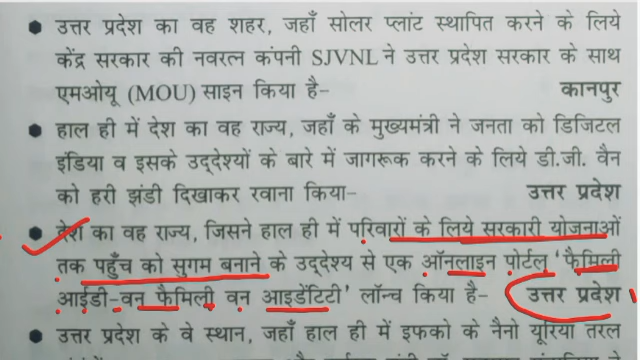 उत्तर प्रदेश का वह शहर, जहाँ सोलर प्लांट स्थापित करने के लिये
केंद्र सरकार की नवरत्न कंपनी SJVNL ने उत्तर प्रदेश सरकार के साथ
एमओयू (MOU) साइन किया है- कानपुर
हाल ही में देश का वह राज्य, जहाँ के मुख्यमंत्री ने जनता को डिजिटल
इंडिया व इसके उद्देश्यों के बारे में जागरूक करने के लिये डी.जी. वैन
को हरी झंडी दिखाकर रवाना किया- उत्तर प्रदेश
देश का वह राज्य, जिसने हाल ही में परिवारों के लिये सरकारी योजनाओं
तक पहुँच को सुगम बनाने के उद्देश्य से एक ऑनलाइन पोर्टल 'फैमिली
आईडी-वन फैमिली वन आइडेंटिटी' लॉन्च किया है- उत्तर प्रदेश
उत्तर प्रदेश के वे स्थान, जहाँ हाल ही में इफको के नैनो यूरिया तरल